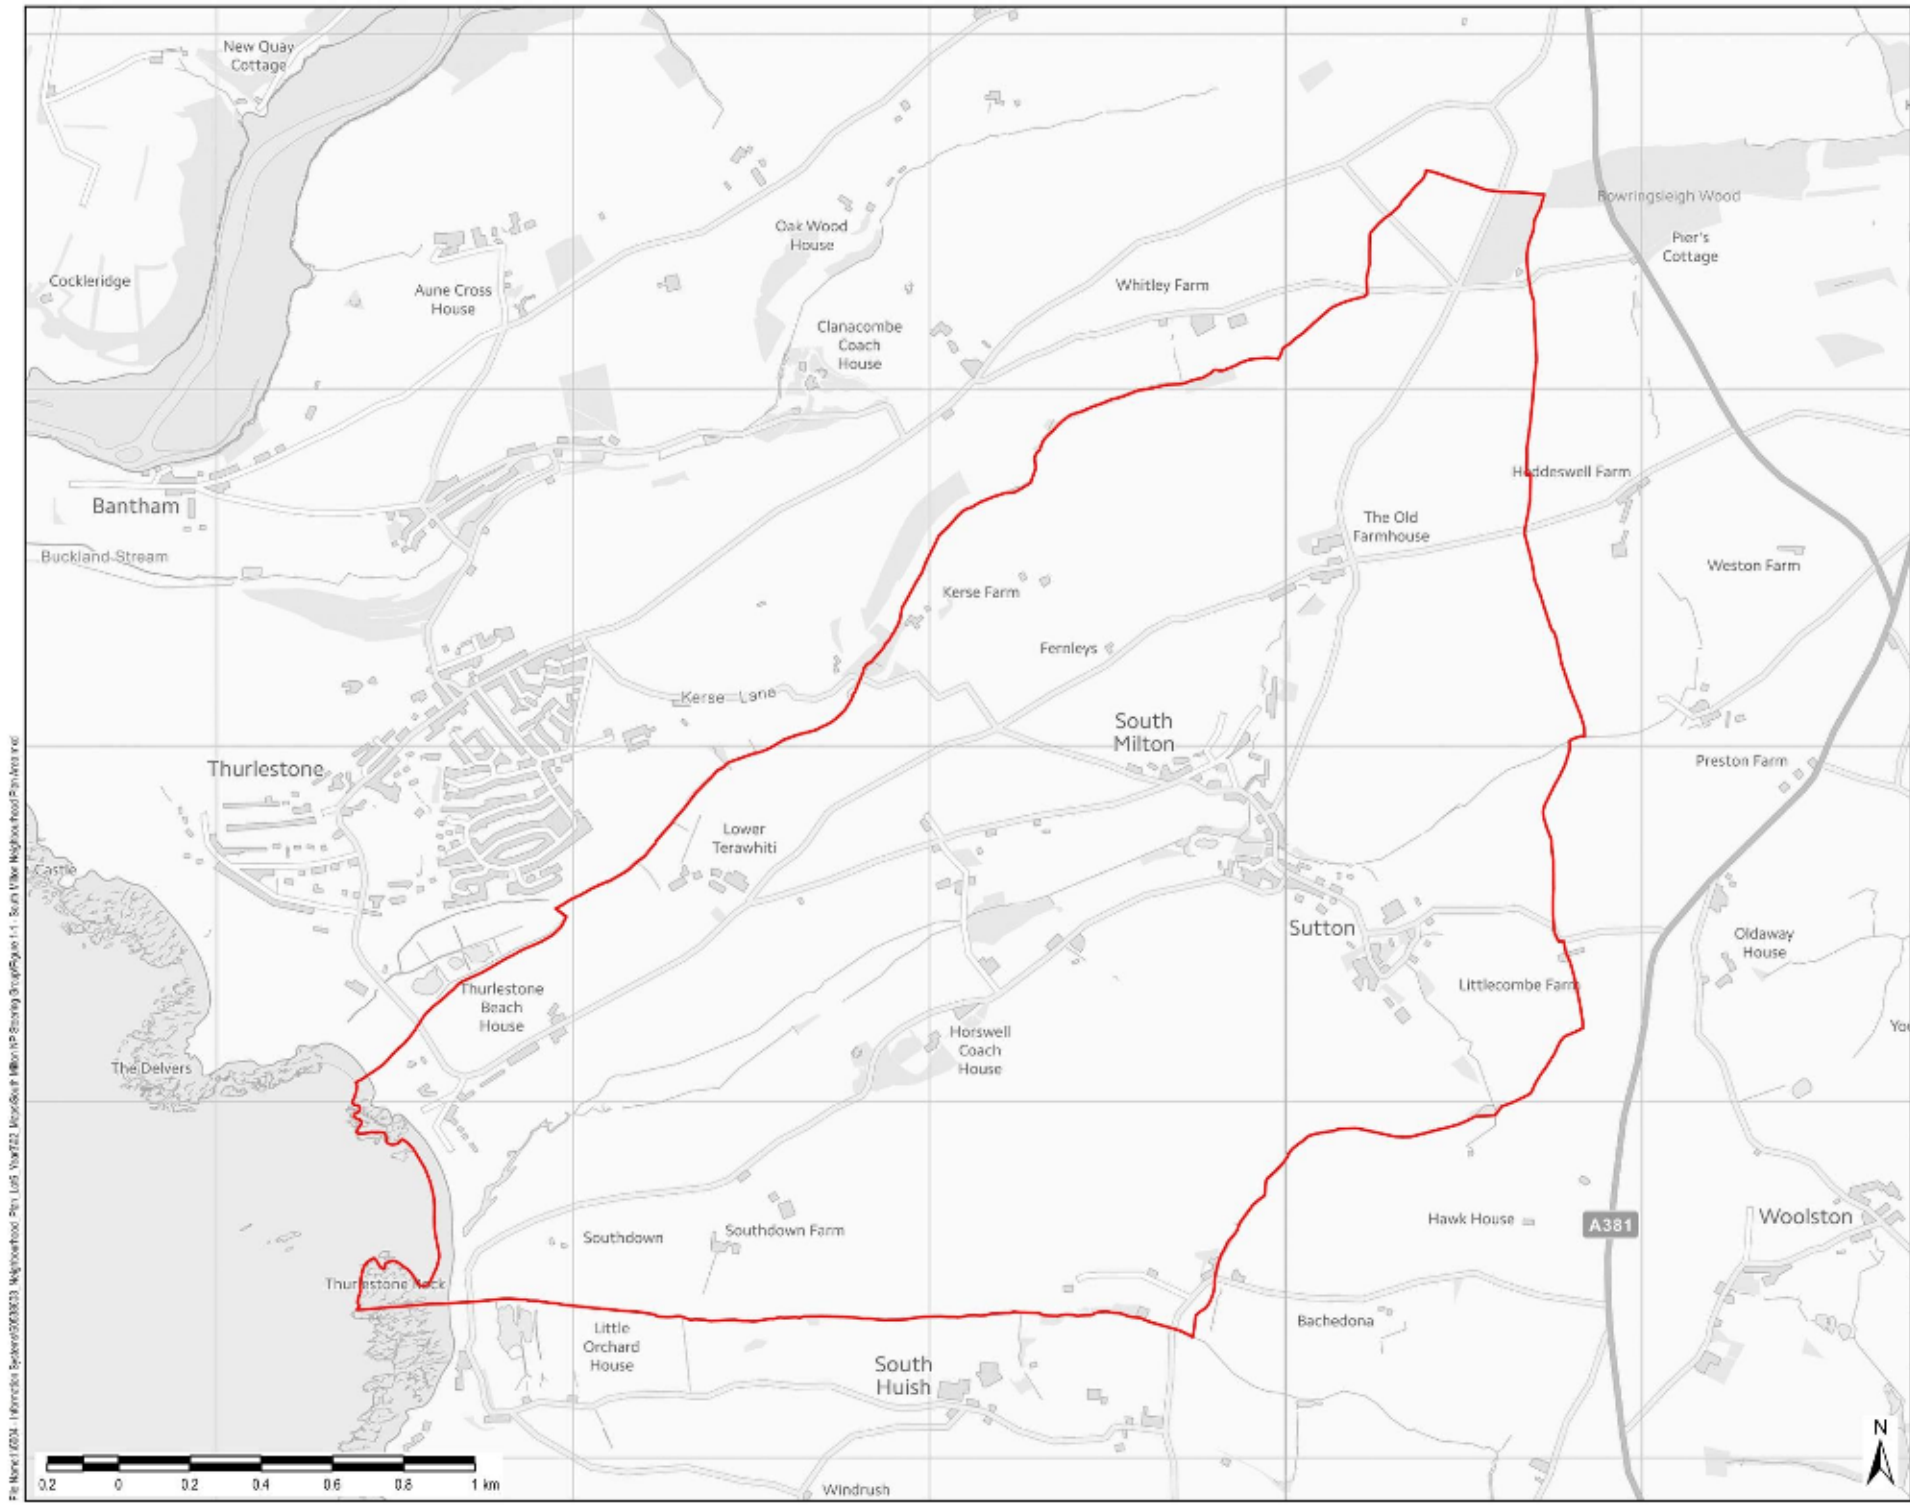 New Quay
Cottage
Bowringsleigh Wood
Pier's
Cottage
Oak Wood
House
Cockleridge
Aune Cross
House
Whitley Farm
Clanacombe
Coach
House
Bantham
Heddeswell Farm
The Old
Farmhouse
Buckland Stream
Weston Farm
Kerse Farm
Fernleys
Kerse Lane
South
Milton
Thurlestone
Preston Farm
Lower
Terawhiti
Castle
Sutton
Oldaway
House
Thurlestone
Beach
House
Littlecombe Farm
Horswell
Coach
House
You
The Delvers
Southdown
Southdown Farm
Hawk House
A381
Woolston
Thurlestone Rock
Little
Orchard
House
Bachedona
South
Huish
N
0.2 0 0.2 0.4 0.6 0.8 1 km
Windrush